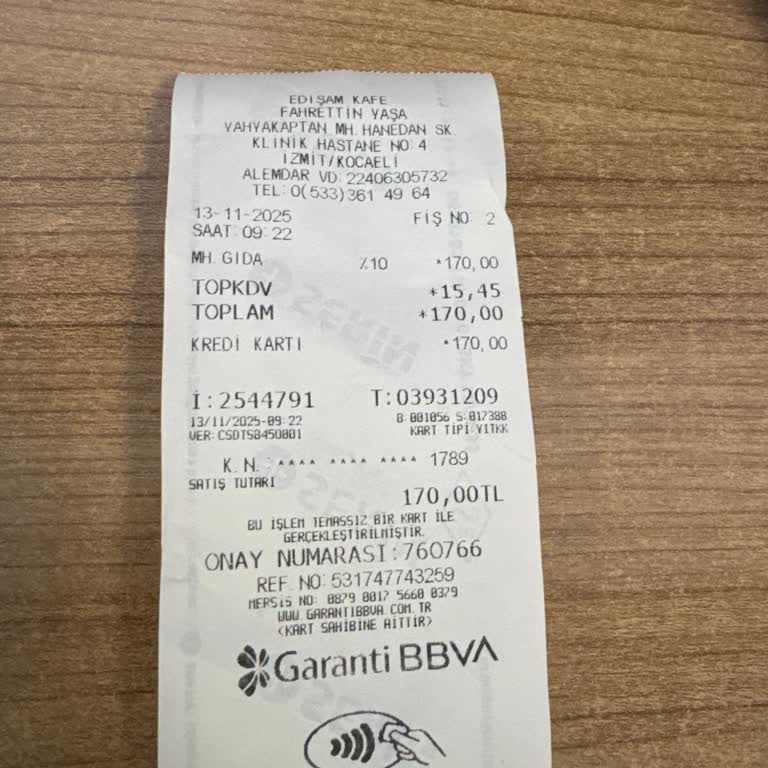 EDİŞAM KAFE
FAHRETTİN YAŞA
YAHYAKAPTAN MH. HANEDAN SK.
KLİNİK HASTANE NO:4
İZMİT/KOCAELİ
ALEMDAR VD:22406305732
TEL:0(533)361 49 64
13-11-2025 FİŞ NO: 2
SAAT:09:22
MH. GIDA %10 *170,00
TOPKDV *15,45
TOPLAM *170,00
KREDİ KARTI *170,00
İ:2544791 T:03931209
13/11/2025-09:22 B:001056 S:017388
VER:CSDTS8450801 KART TİPİ:YITKK
K.N.:**** **** **** 1789
SATIŞ TUTARI
170,00TL
BU İŞLEM TEMASSIZ BİR KART İLE
GERÇEKLEŞTİRİLMİŞTİR.
ONAY NUMARASI:760766
REF. NO:531747743259
MERSİS NO: 0879 0017 5660 0379
WWW.GARANTIBBVA.COM.TR
<KART SAHİBİNE AİTTİR>
Garanti BBVA